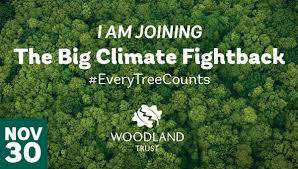 I AM JOINING
The Big Climate Fightback
#EveryTreeCounts
WOODLAND
TRUST
NOV
30